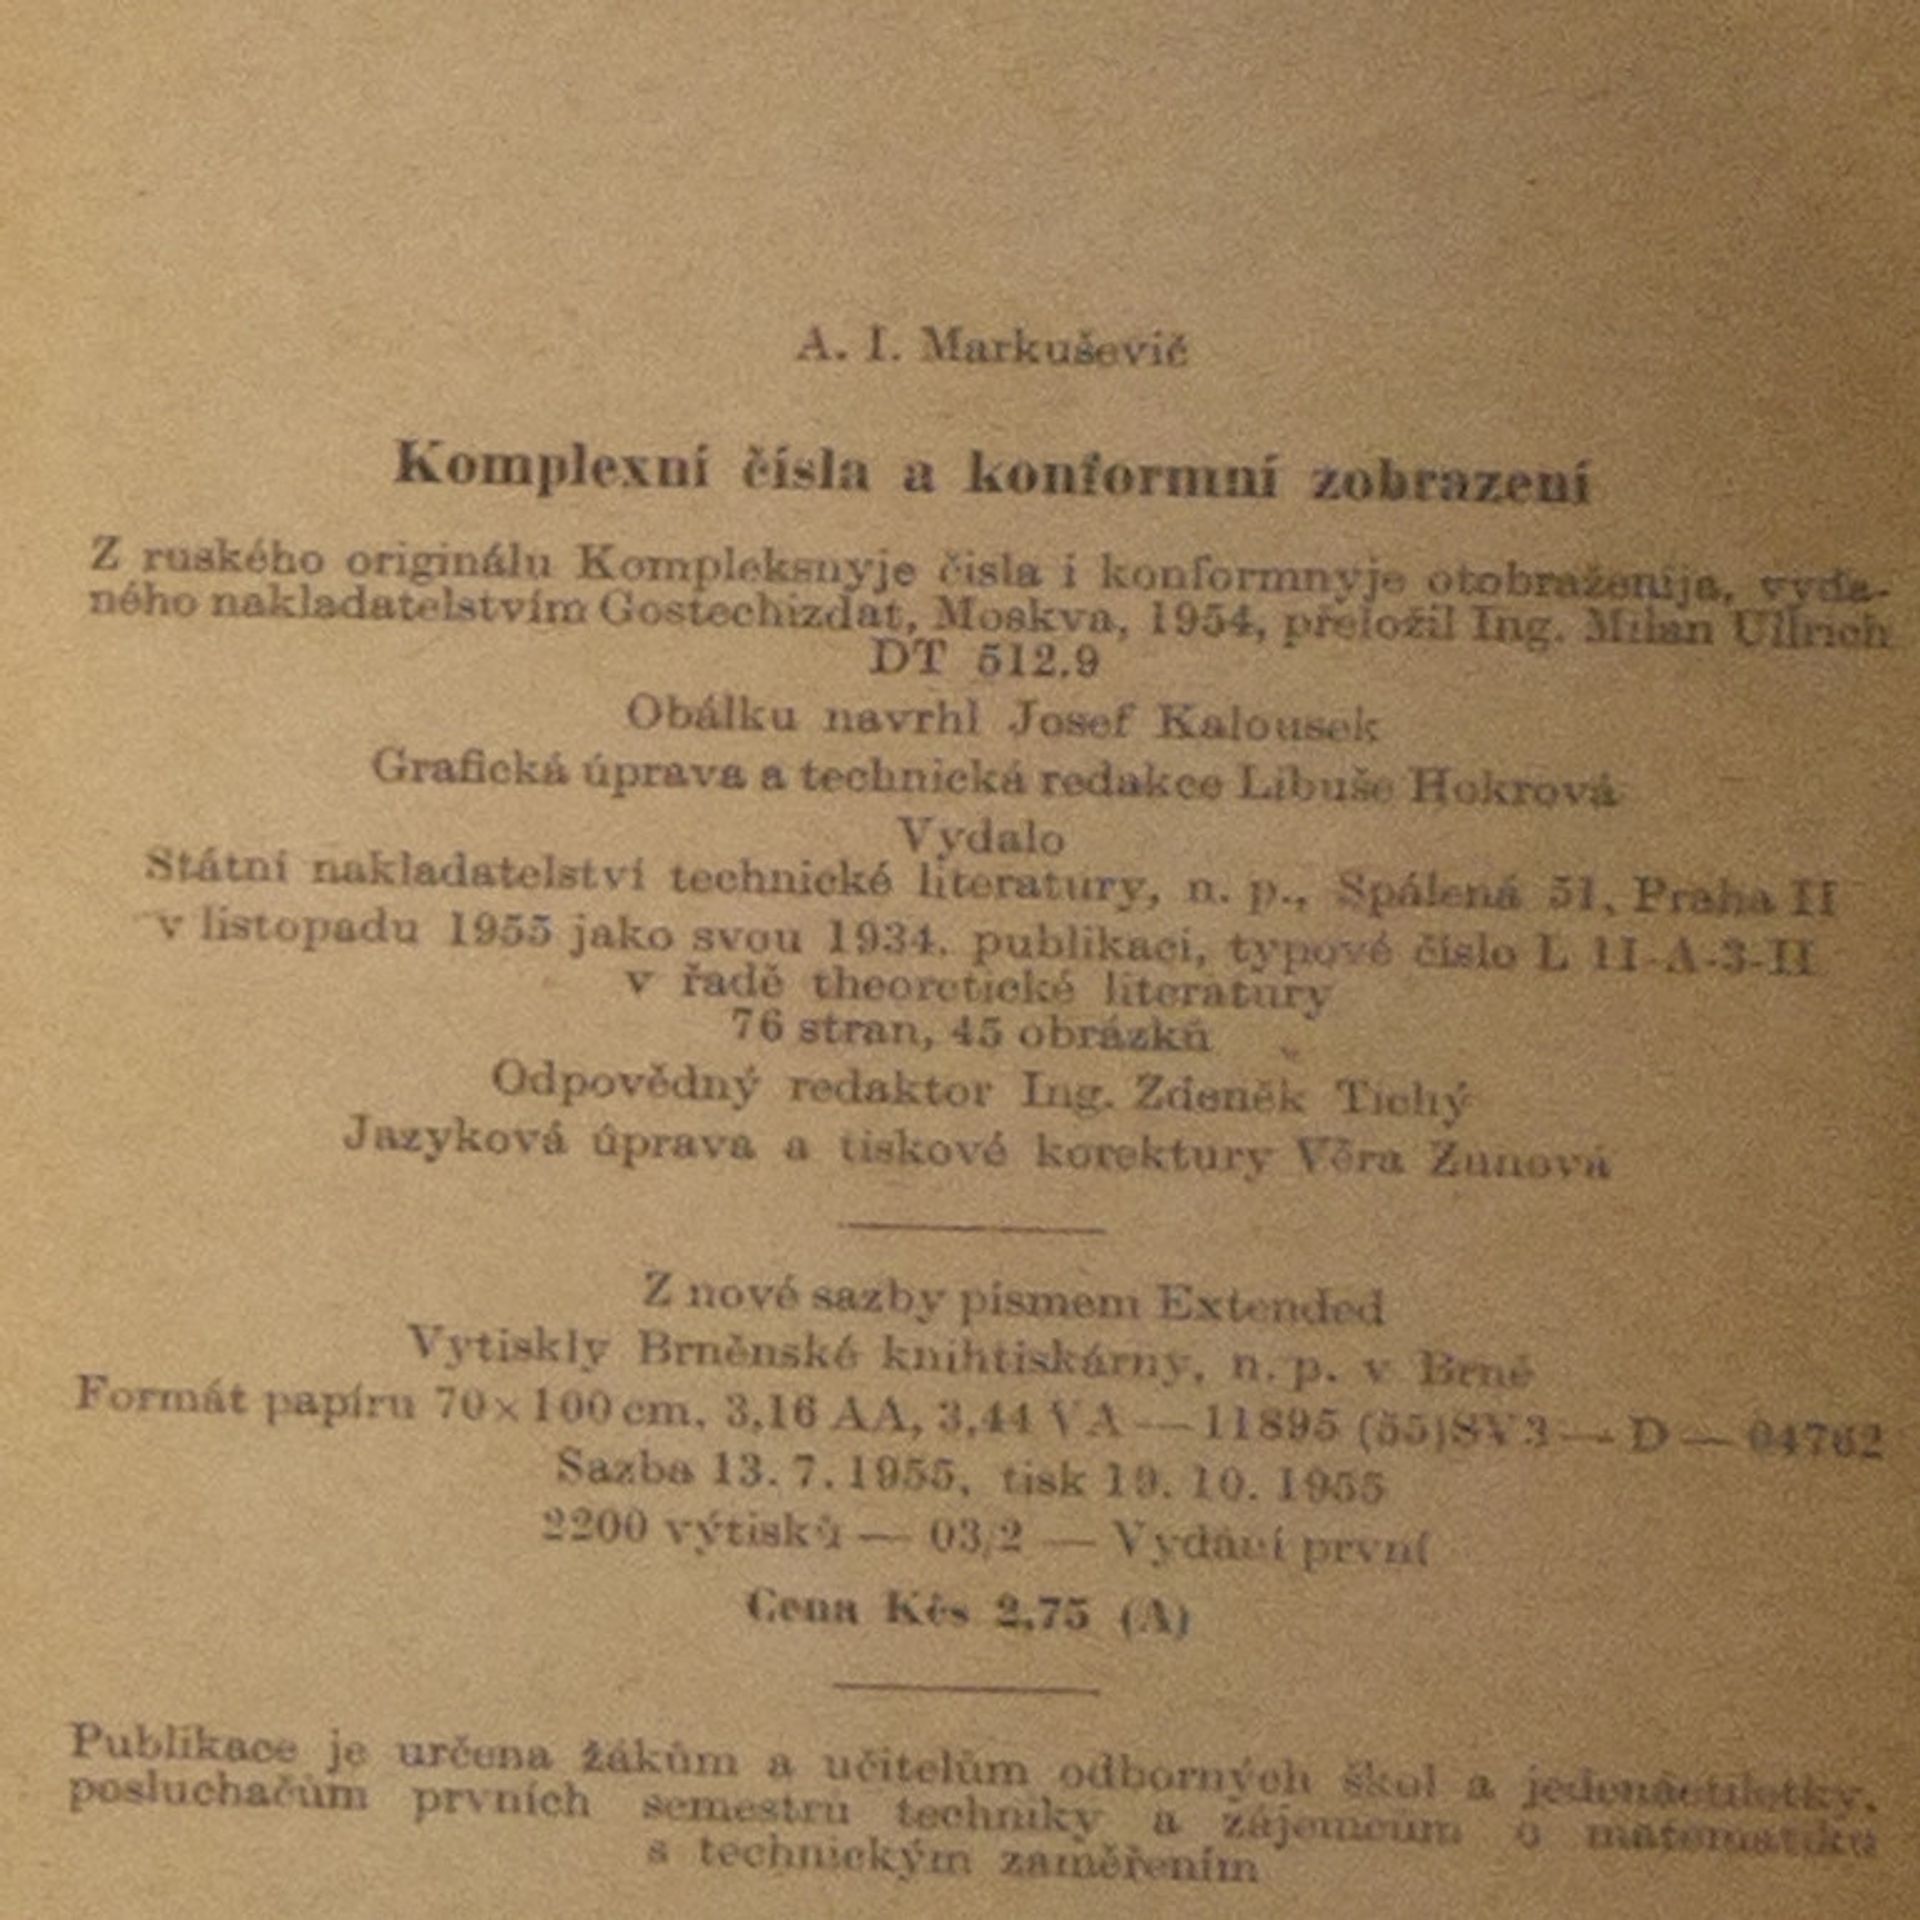 A. I. Markuševič
Komplexní čísla a konformní zobrazení
Z ruského originálu Kompleksnyje čisla i konformnyje otobraženija, vyda-
ného nakladatelstvím Gostechizdat, Moskva, 1954, přeložil Ing. Milan Ullrich
DT 512.9
Obálku navrhl Josef Kalousek
Grafická úprava a technická redakce Libuše Hokrová
Vydalo
Státní nakladatelství technické literatury, n. p., Spálená 51, Praha II
v listopadu 1955 jako svou 1934. publikaci, typové číslo L 11-A-3-II
v řadě theoretické literatury
76 stran, 45 obrázků
Odpovědný redaktor Ing. Zdeněk Tichý
Jazyková úprava a tiskové korektury Věra Zunová
Z nové sazby písmem Extended
Vytiskly Brněnské knihtiskárny, n. p. v Brně
Formát papíru 70×100 cm, 3,16 AA, 3,44 VA — 11895 (55) SV3 — D — 04762
Sazba 13. 7. 1955, tisk 19. 10. 1955
2200 výtisků — 03/2 — Vydání první
Cena Kčs 2,75 (A)
Publikace je určena žákům a učitelům odborných škol a jedenáctiletky,
posluchačům prvních semestrů techniky a zájemcům o matematiku
s technickým zaměřením